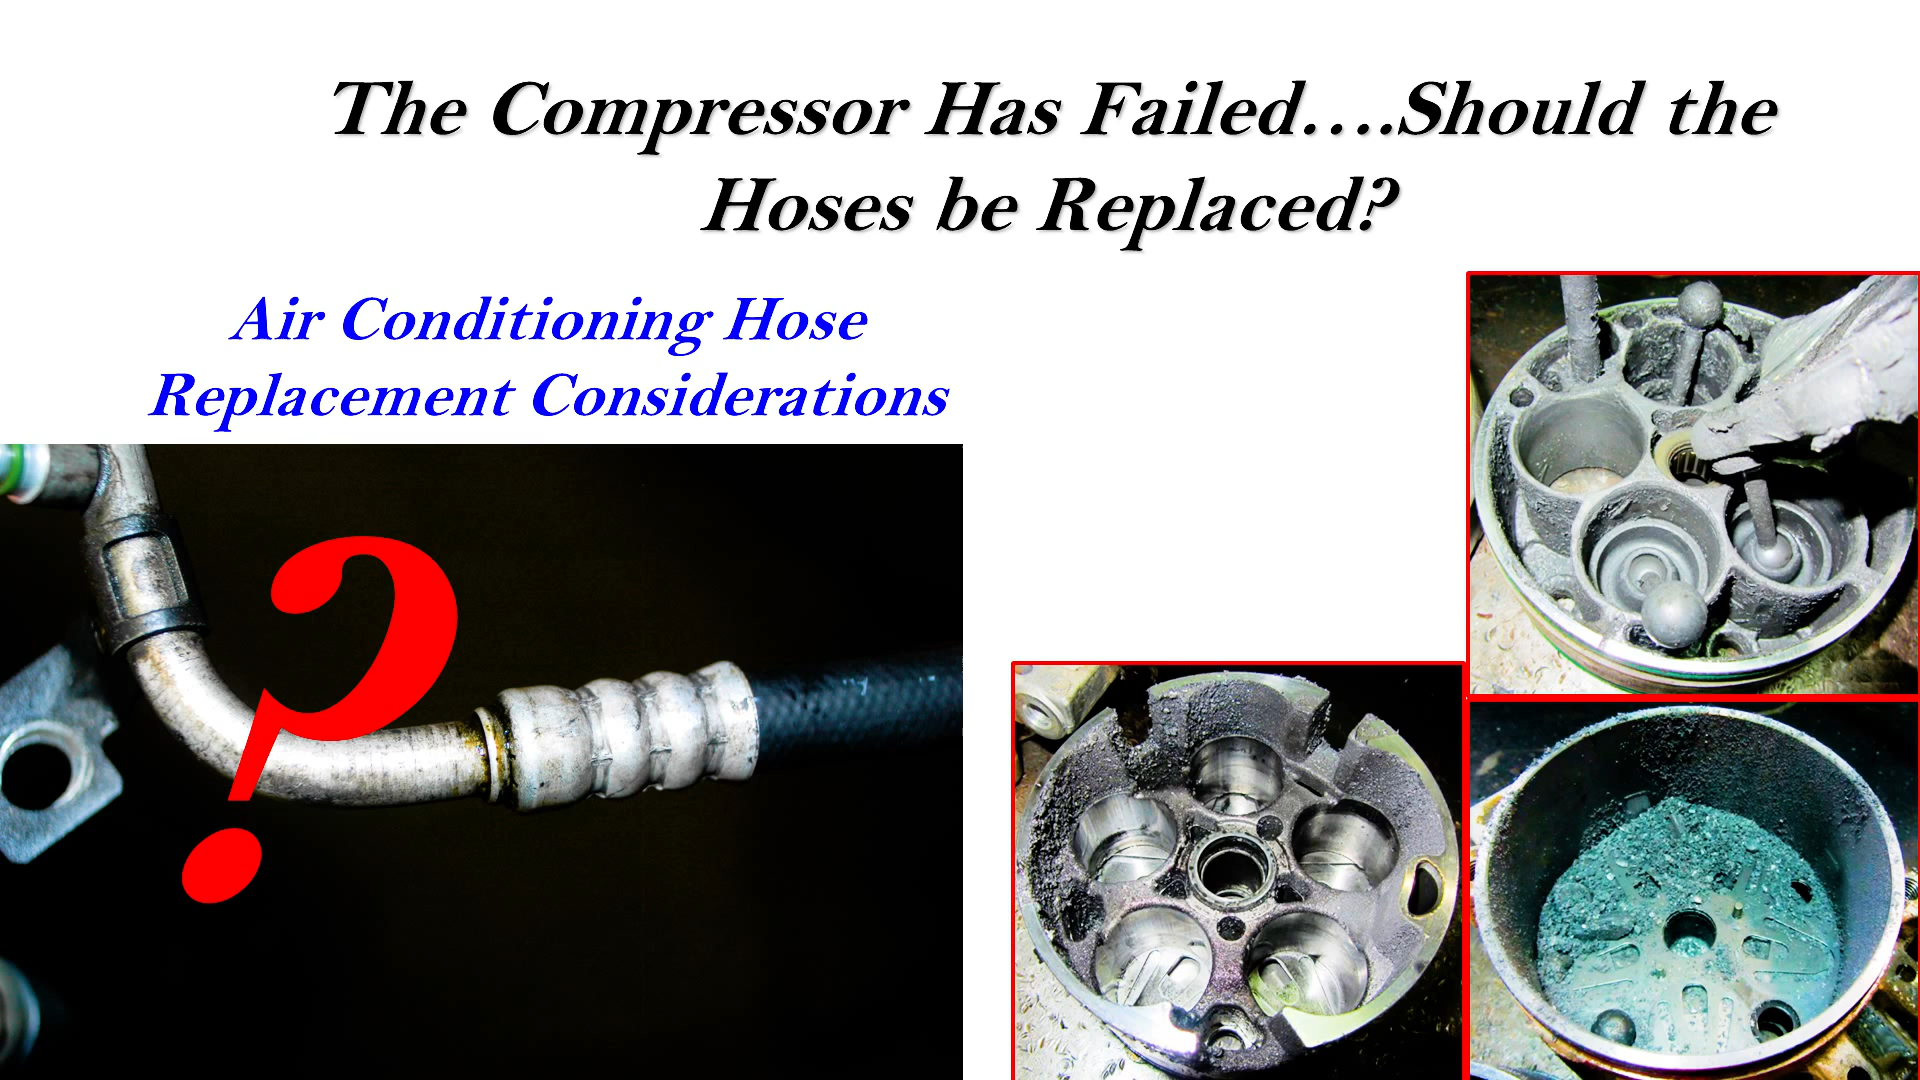 The Compressor Has Failed….Should the
Hoses be Replaced?
Air Conditioning Hose
Replacement Considerations
?